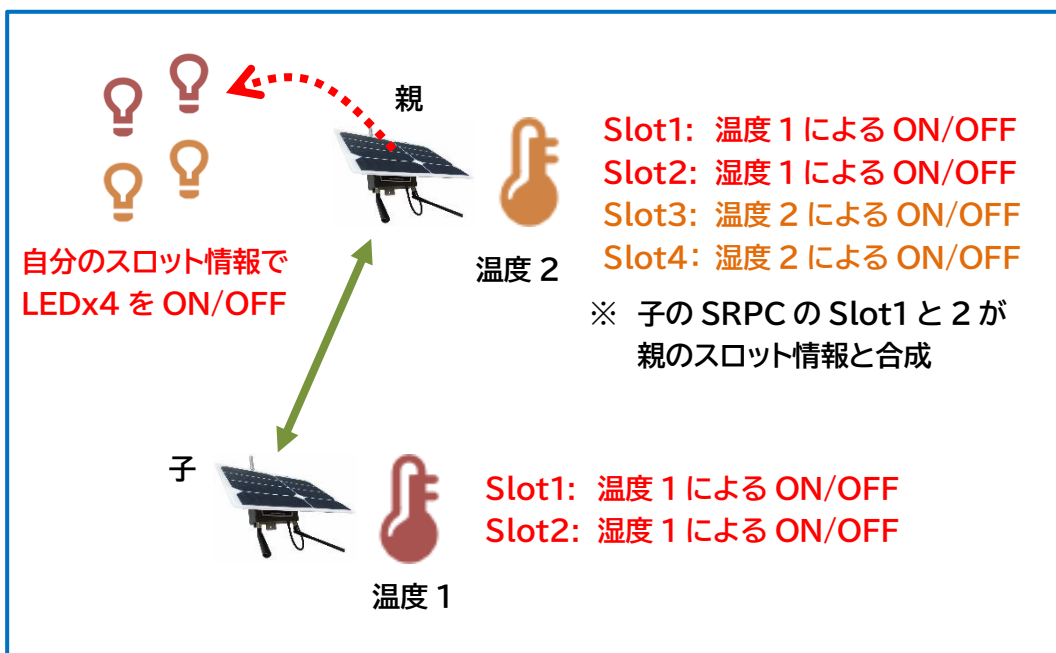 親
Slot1: 温度 1 による ON/OFF
Slot2: 湿度 1 による ON/OFF
Slot3: 温度 2 による ON/OFF
Slot4: 湿度 2 による ON/OFF
自分のスロット情報で
LEDx4 を ON/OFF
温度 2
※ 子の SRPC の Slot1 と 2 が
親のスロット情報と合成
子
Slot1: 温度 1 による ON/OFF
Slot2: 湿度 1 による ON/OFF
温度 1